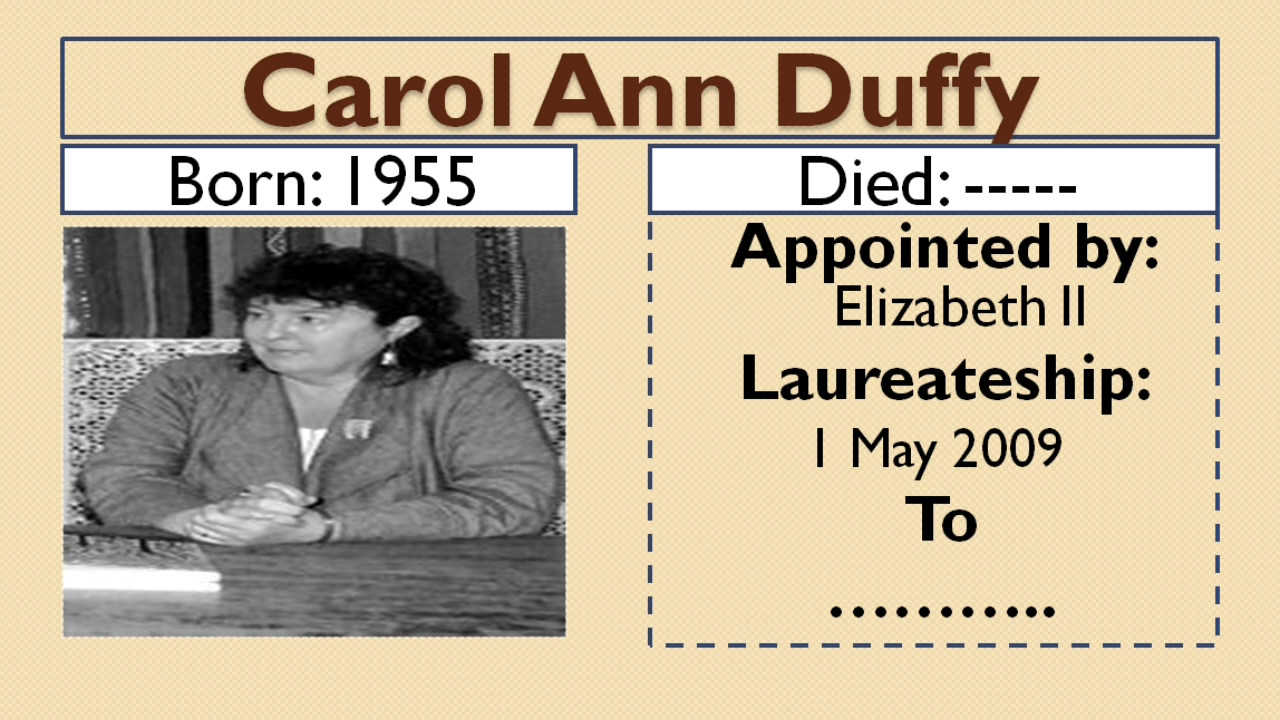 Carol Ann Duffy
Born: 1955
Died: -----
Appointed by:
Elizabeth II
Laureateship:
1 May 2009
To
………..